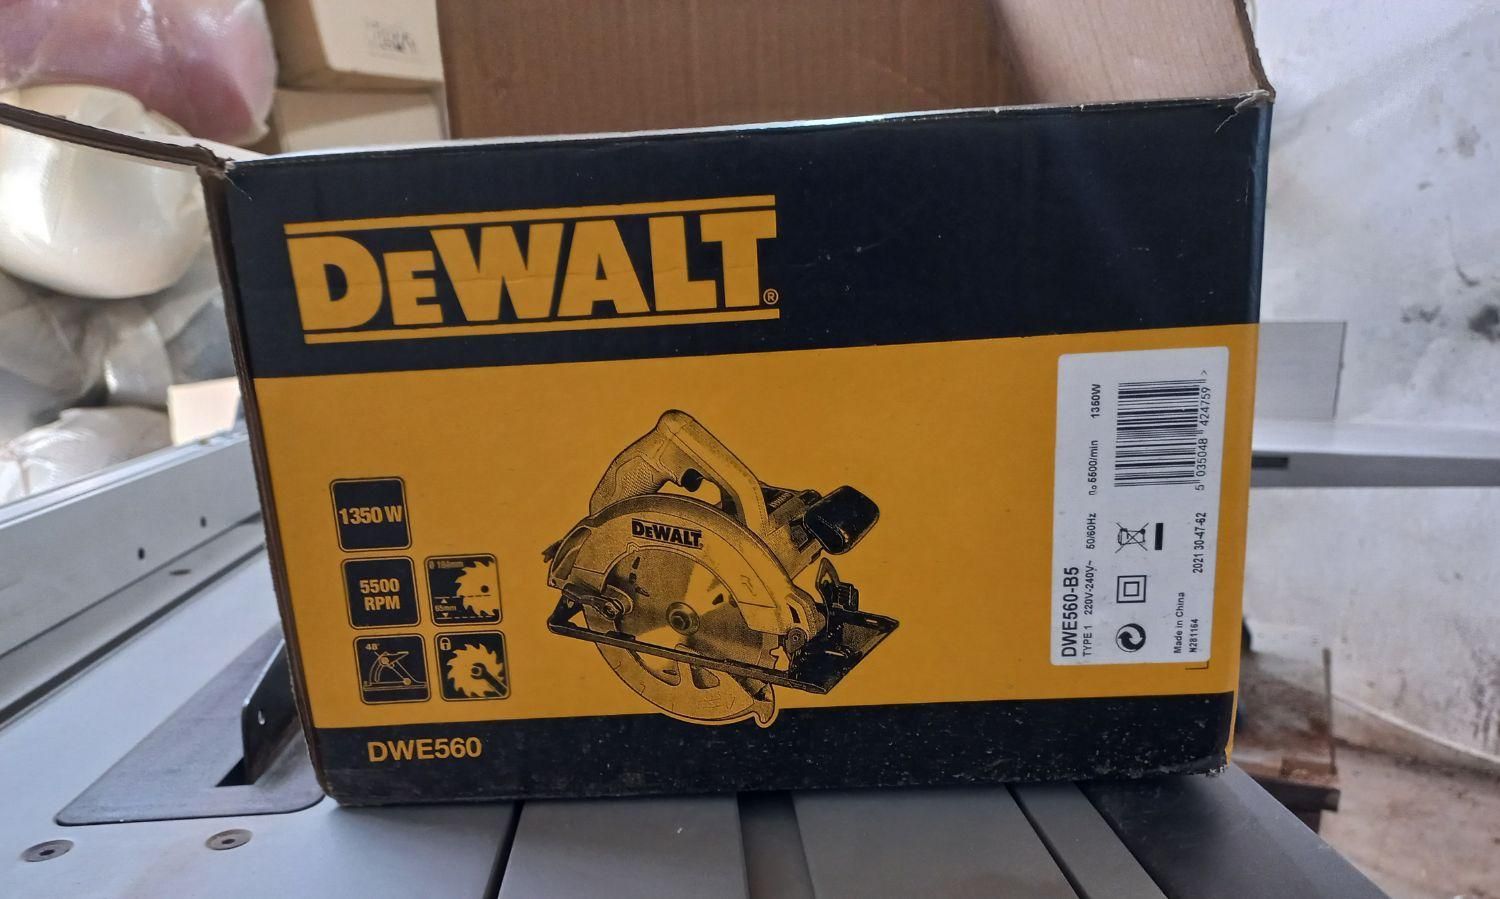 DEWALT®
1350 W
5500
RPM
Ø 184mm
65mm
48°
DEWALT
DWE560
DWE560-B5
TYPE 1 220V-240V~ 50/60Hz n₀ 5500/min 1350W
5 035048 424759 >
2021 30-47-62
Made in China
N281164